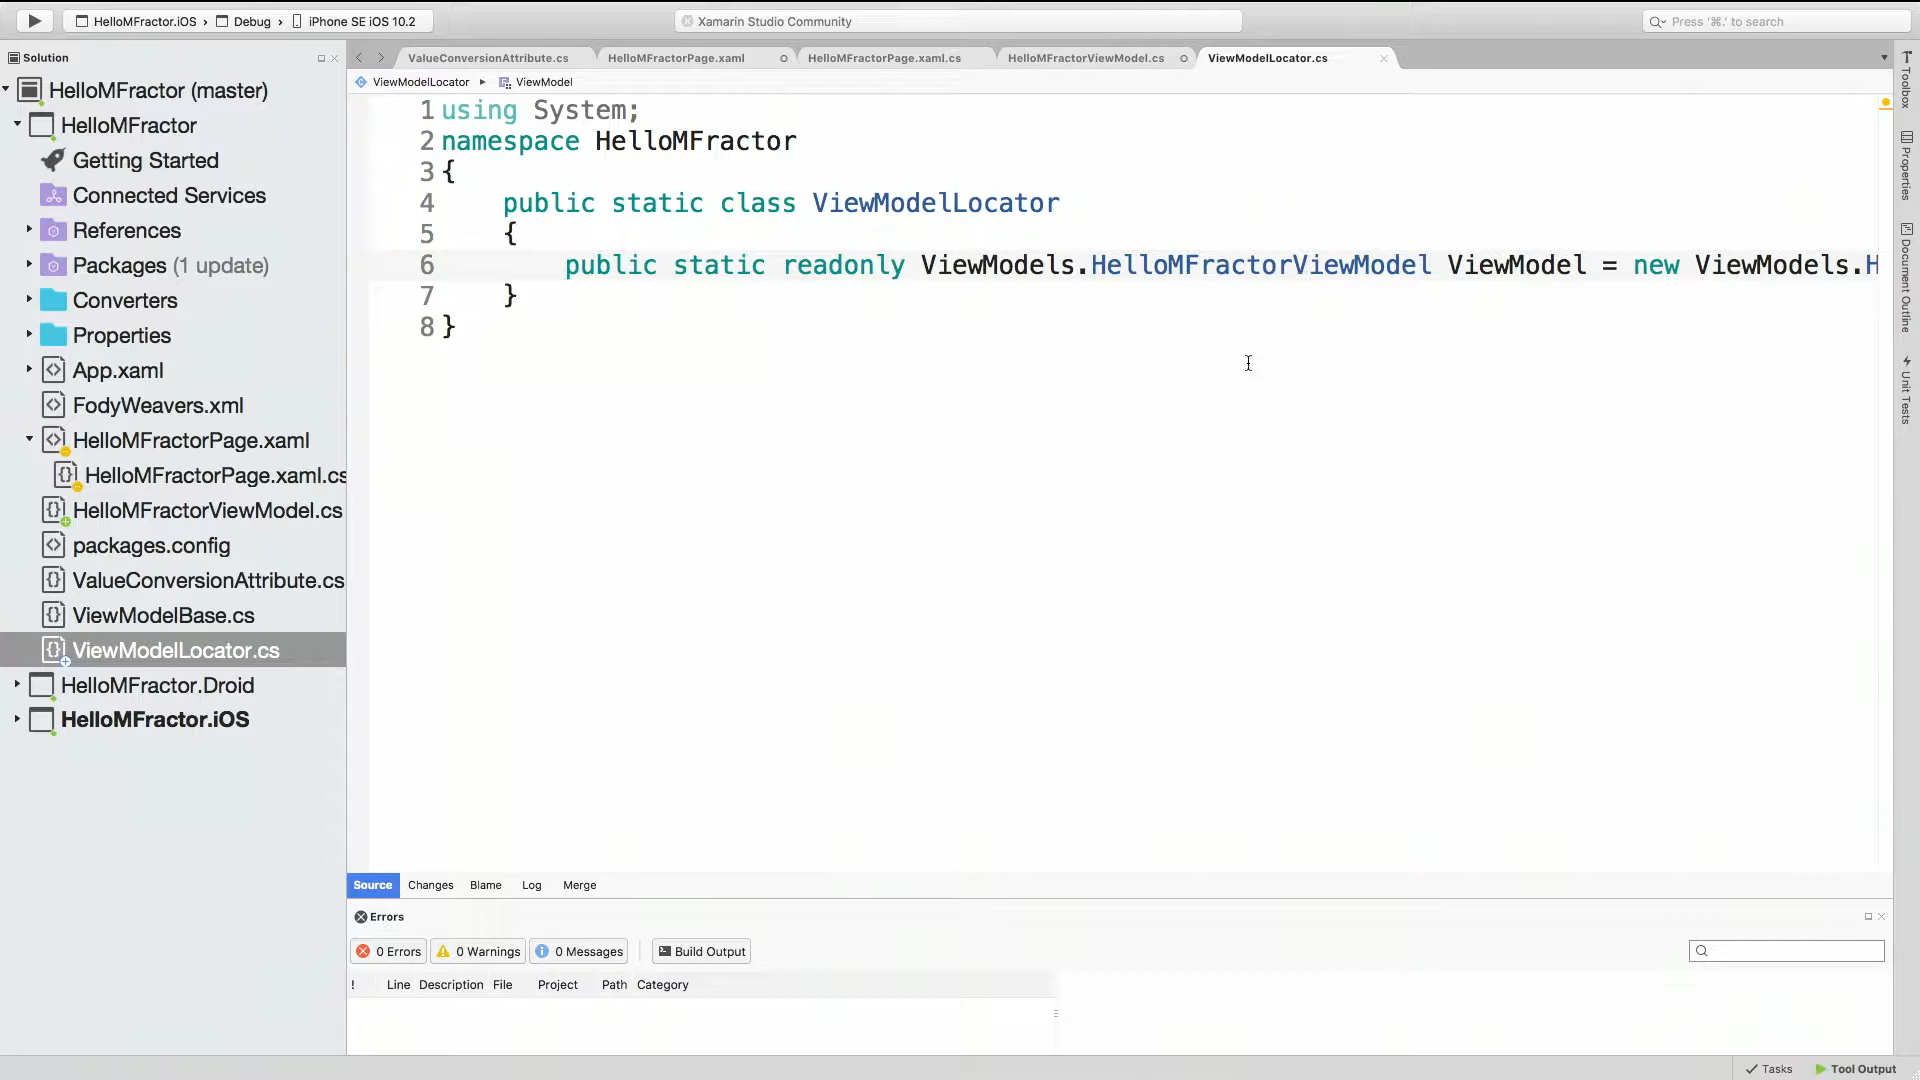 HelloMFractor.iOS › Debug › iPhone SE iOS 10.2
Xamarin Studio Community
Press '⌘.' to search
Solution
HelloMFractor (master)
HelloMFractor
Getting Started
Connected Services
References
Packages (1 update)
Converters
Properties
App.xaml
FodyWeavers.xml
HelloMFractorPage.xaml
HelloMFractorPage.xaml.cs
HelloMFractorViewModel.cs
packages.config
ValueConversionAttribute.cs
ViewModelBase.cs
ViewModelLocator.cs
HelloMFractor.Droid
HelloMFractor.iOS
ValueConversionAttribute.cs HelloMFractorPage.xaml HelloMFractorPage.xaml.cs HelloMFractorViewModel.cs ViewModelLocator.cs
ViewModelLocator ViewModel
1 using System;
2 namespace HelloMFractor
3 {
4 public static class ViewModelLocator
5 {
6 public static readonly ViewModels.HelloMFractorViewModel ViewModel = new ViewModels.H
7 }
8 }
Source Changes Blame Log Merge
Errors
0 Errors 0 Warnings 0 Messages Build Output
! Line Description File Project Path Category
Toolbox
Properties
Document Outline
Unit Tests
Tasks Tool Output